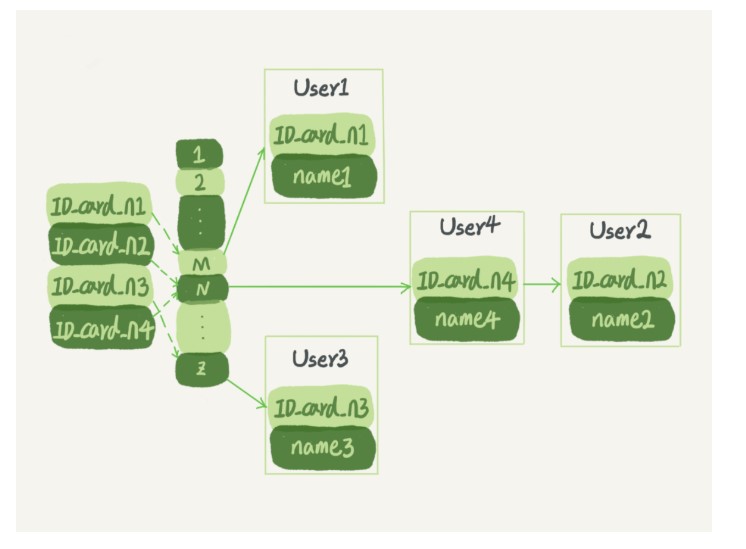 User1
ID_card_n1
name1
1
2
M
N
Z
ID_card_n1
ID_card_n2
ID_card_n3
ID_card_n4
User4
ID_card_n4
name4
User2
ID_card_n2
name2
User3
ID_card_n3
name3